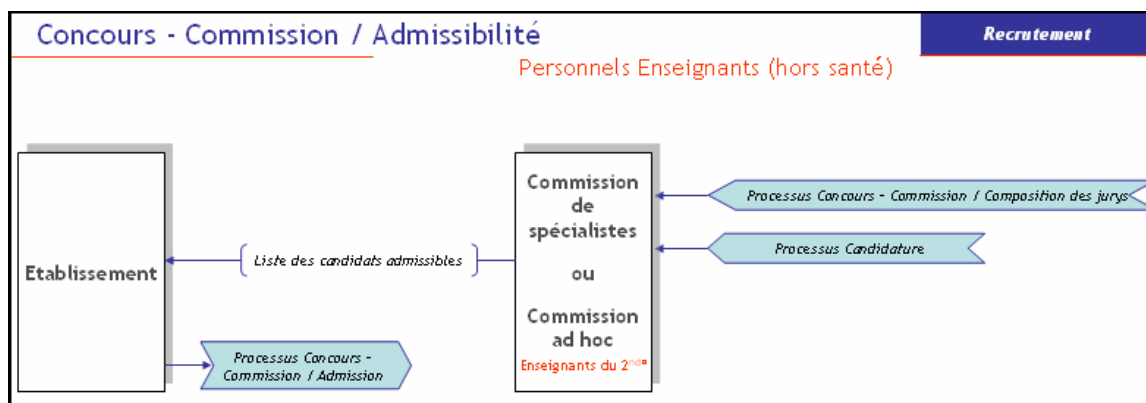 Concours - Commission / Admissibilité
Recrutement
Personnels Enseignants (hors santé)
Etablissement
Liste des candidats admissibles
Processus Concours -
Commission / Admission
Commission
de
spécialistes
ou
Commission
ad hoc
Enseignants du 2nde
Processus Concours - Commission / Composition des jurys
Processus Candidature